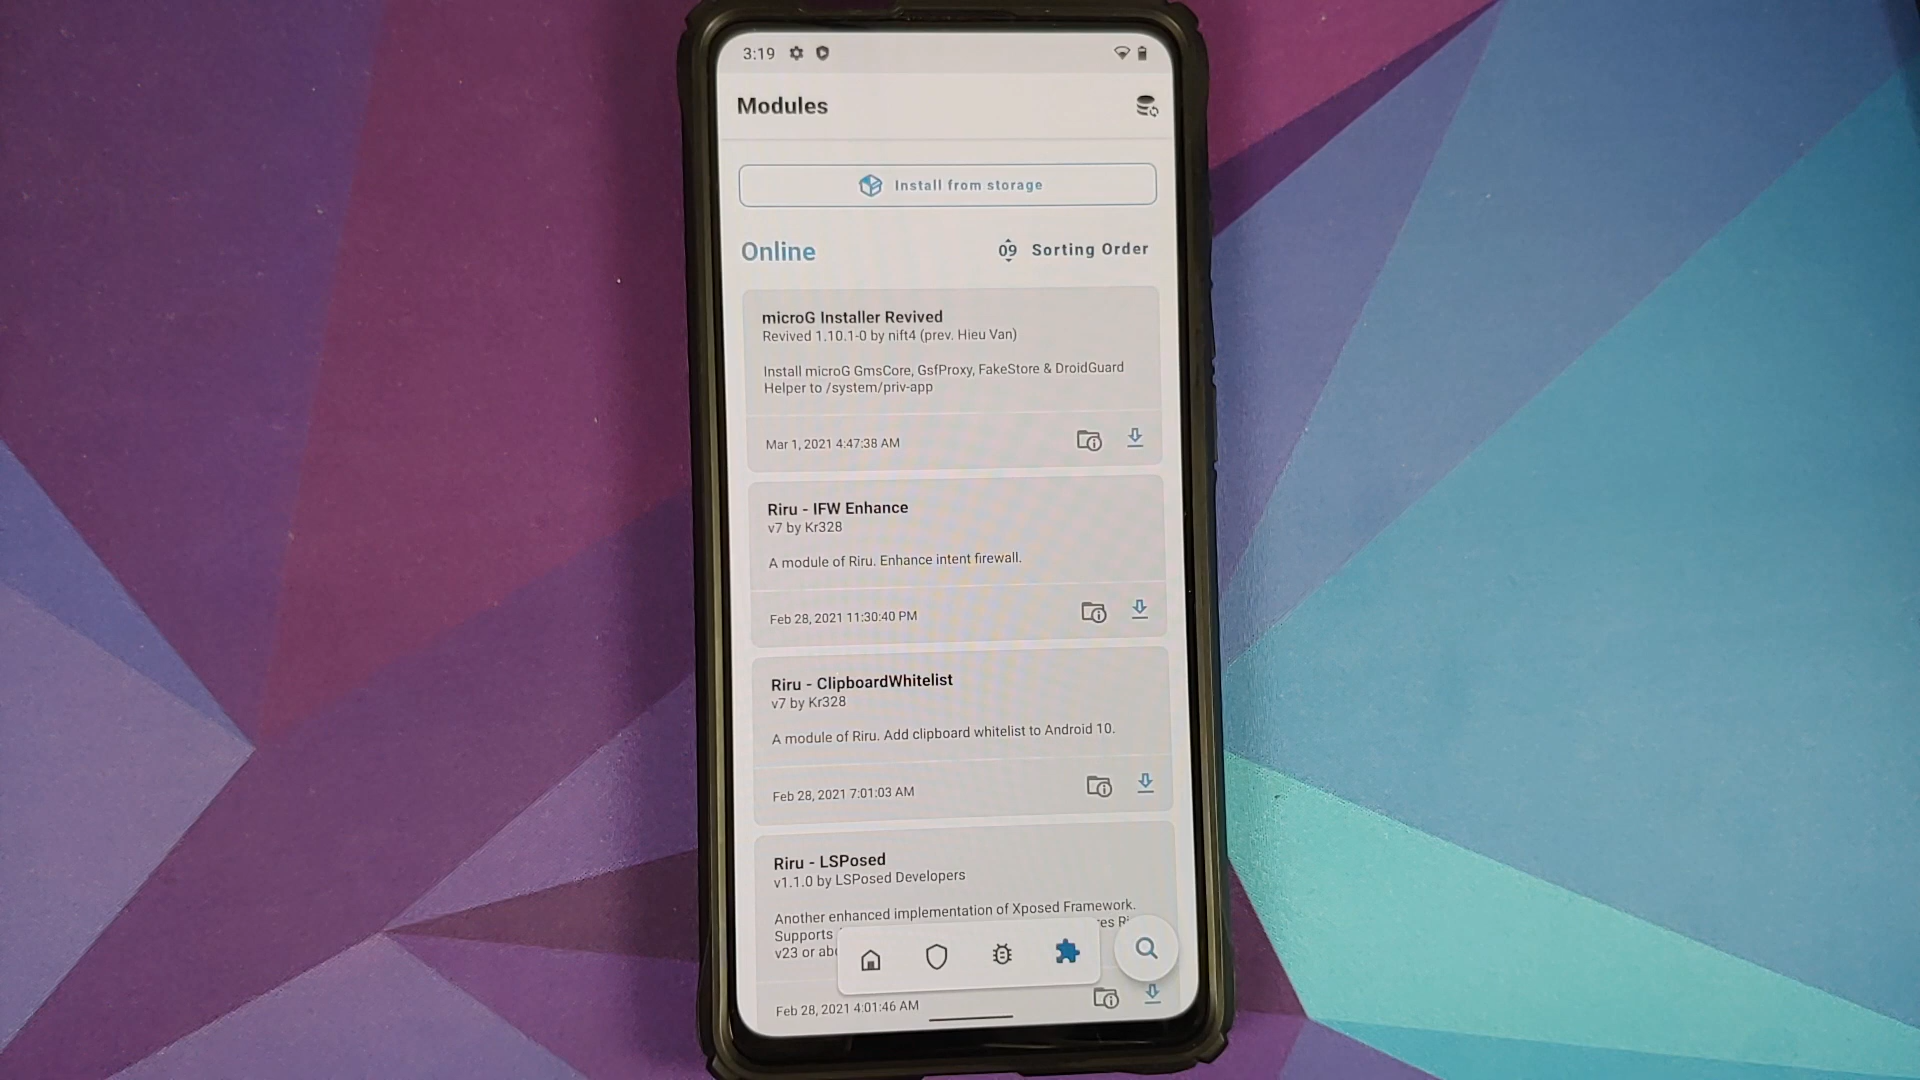 3:19
Modules
Install from storage
Online
09 Sorting Order
microG Installer Revived
Revived 1.10.1-0 by nift4 (prev. Hieu Van)
Install microG GmsCore, GsfProxy, FakeStore & DroidGuard
Helper to /system/priv-app
Mar 1, 2021 4:47:38 AM
Riru - IFW Enhance
v7 by Kr328
A module of Riru. Enhance intent firewall.
Feb 28, 2021 11:30:40 PM
Riru - ClipboardWhitelist
v7 by Kr328
A module of Riru. Add clipboard whitelist to Android 10.
Feb 28, 2021 7:01:03 AM
Riru - LSPosed
v1.1.0 by LSPosed Developers
Another enhanced implementation of Xposed Framework.
Supports
v23 or
Feb 28, 2021 4:01:46 AM